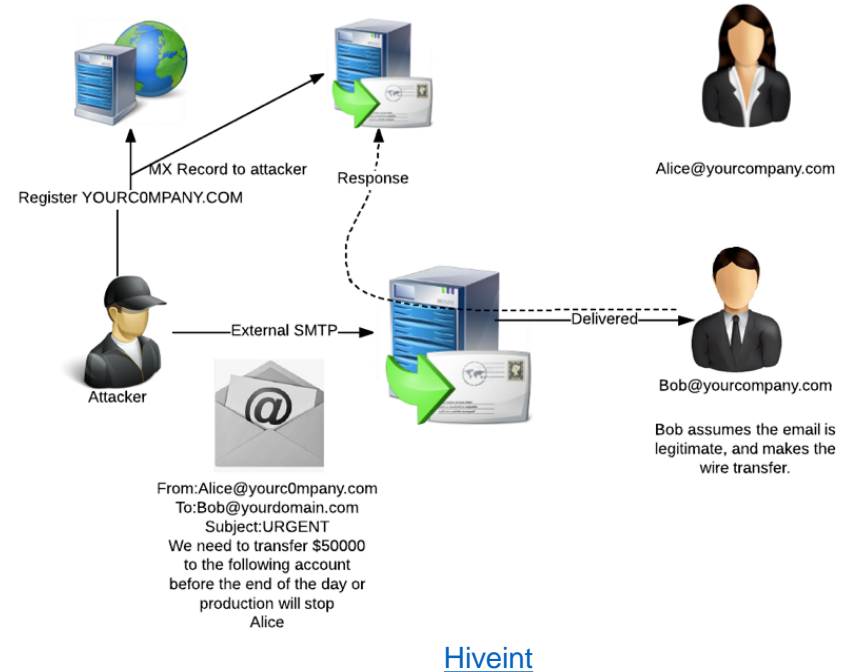 MX Record to attacker
Register YOURC0MPANY.COM
Response
Alice@yourcompany.com
External SMTP
Delivered
Attacker
Bob@yourcompany.com
Bob assumes the email is
legitimate, and makes the
wire transfer.
@
From:Alice@yourc0mpany.com
To:Bob@yourdomain.com
Subject:URGENT
We need to transfer $50000
to the following account
before the end of the day or
production will stop
Alice
Hiveint